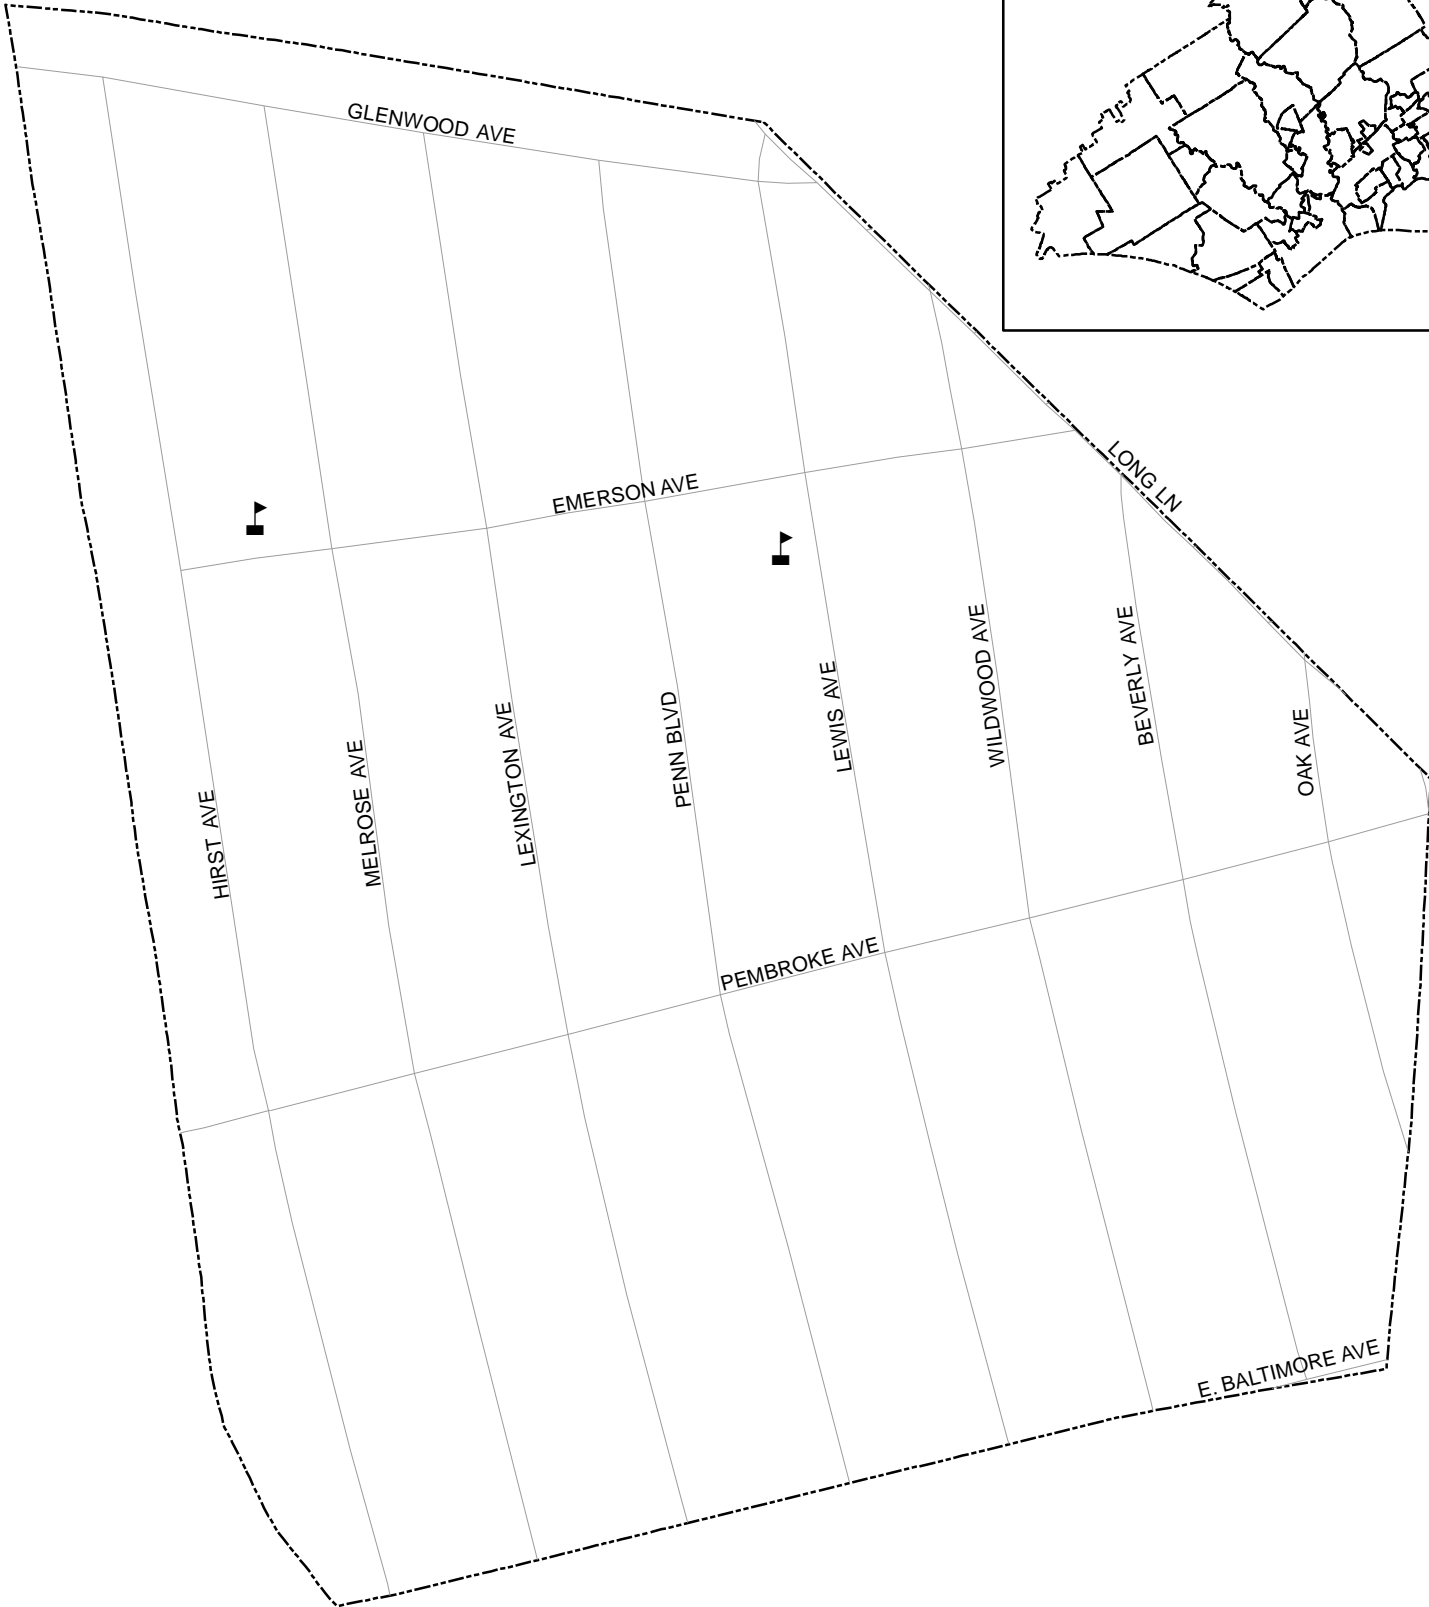 GLENWOOD AVE
EMERSON AVE
LONG LN
HIRST AVE
MELROSE AVE
LEXINGTON AVE
PENN BLVD
LEWIS AVE
WILDWOOD AVE
BEVERLY AVE
OAK AVE
PEMBROKE AVE
E. BALTIMORE AVE